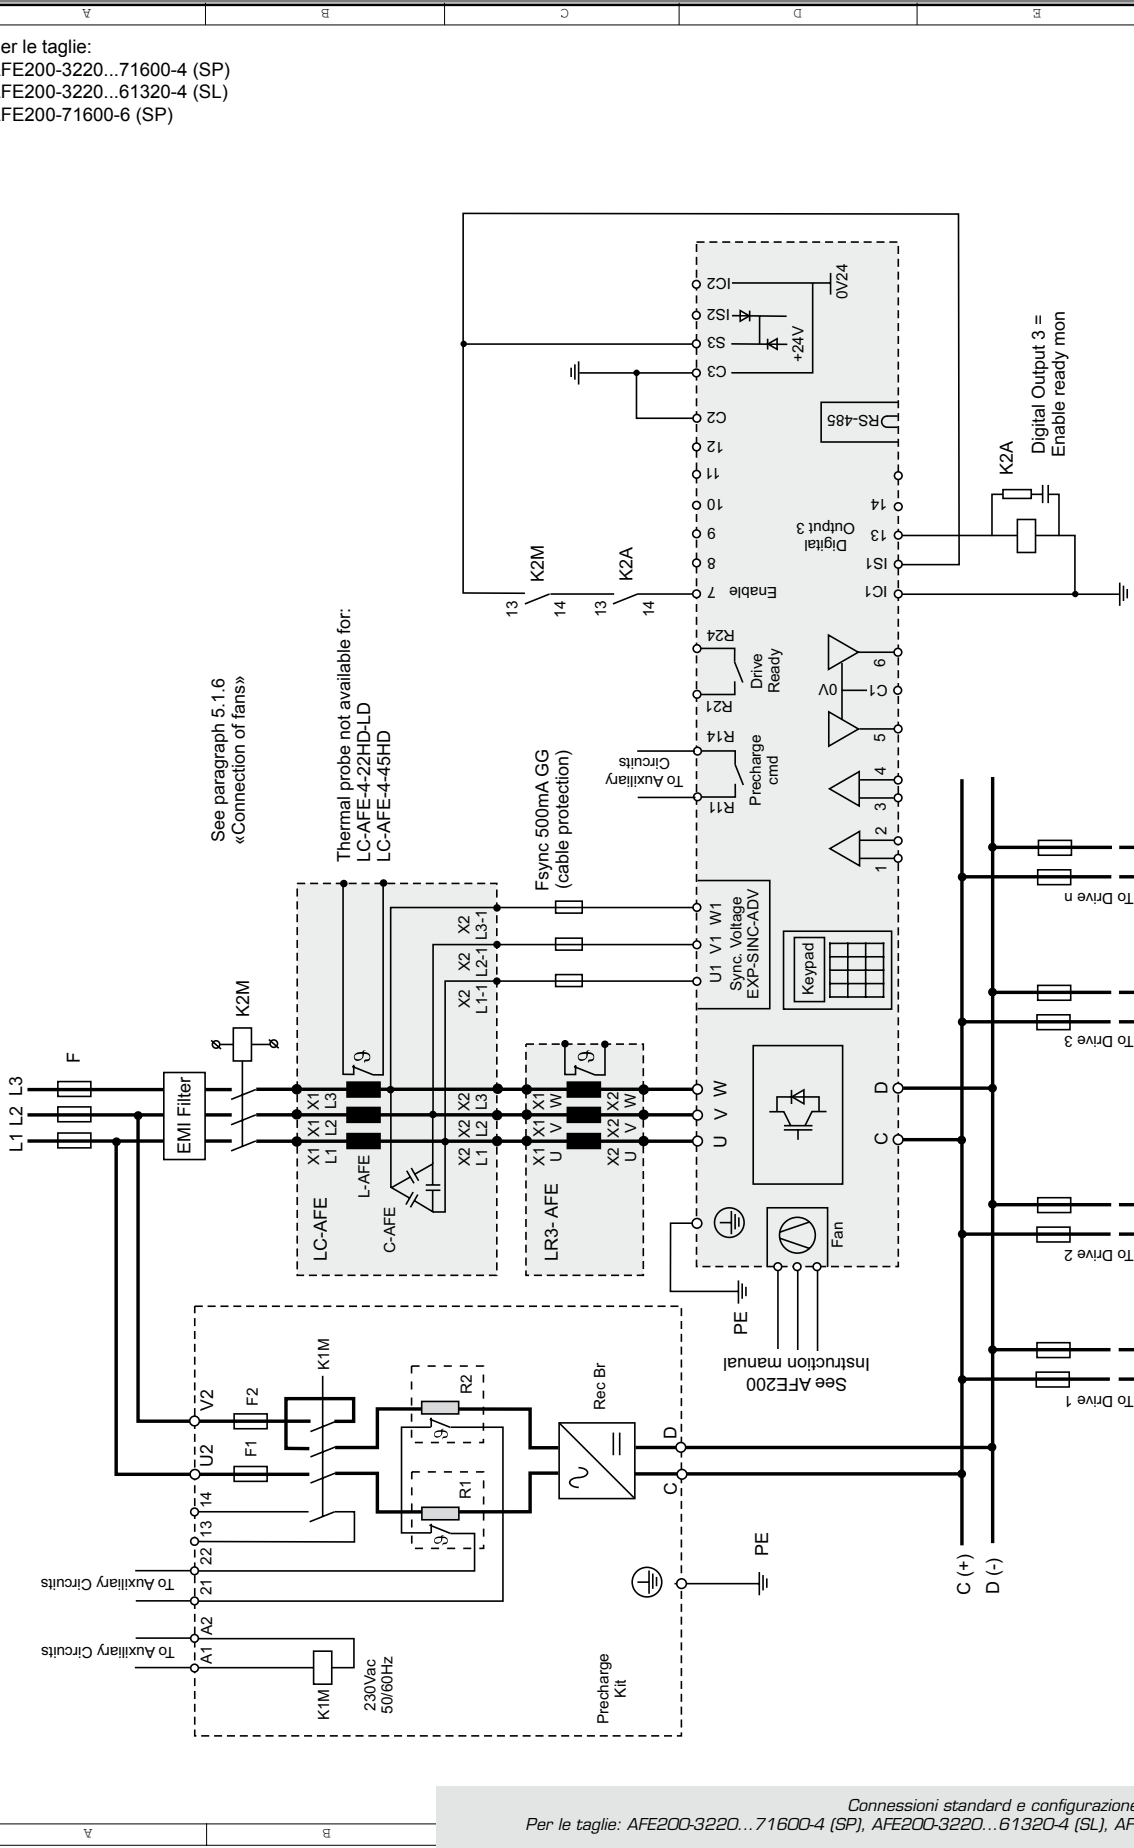 A B C D E
er le taglie:
FE200-3220...71600-4 (SP)
FE200-3220...61320-4 (SL)
FE200-71600-6 (SP)
IC2
IS2
S3
C3
C2
12
11
10
9
8
7 Enable
0V24
+24V
RS-485
14
13
Digital
Output 3
IS1
IC1
K2A
Digital Output 3 =
Enable ready mon
K2M
13 14
K2A
13 14
R24
R21
Drive
Ready
R14
R11
Precharge
cmd
To Auxiliary
Circuits
6
C1
0V
5
4
3
2
1
See paragraph 5.1.6
«Connection of fans»
Thermal probe not available for:
LC-AFE-4-22HD-LD
LC-AFE-4-45HD
Fsync 500mA GG
(cable protection)
U1 V1 W1
Sync. Voltage
EXP-SINC-ADV
Keypad
X2
L3-1
X2
L2-1
X2
L1-1
L1 L2 L3
F
EMI Filter
K2M
X1
L3
X1
L2
X1
L1
L-AFE
C-AFE
LC-AFE
X2
L3
X2
L2
X2
L1
X1
W
X1
V
X1
U
X2
W
X2
V
X2
U
LR3- AFE
U V W
C D
Fan
PE
See AFE200
Instruction manual
To Drive n
To Drive 3
To Drive 2
To Drive 1
C (+)
D (-)
V2
U2
14
13
22
21
A2
A1
F2
F1
K1M
R2
R1
Rec Br
D
C
PE
To Auxiliary Circuits
To Auxiliary Circuits
K1M
230Vac
50/60Hz
Precharge
Kit
A B
Connessioni standard e configurazione
Per le taglie: AFE200-3220...71600-4 (SP), AFE200-3220...61320-4 (SL), AF